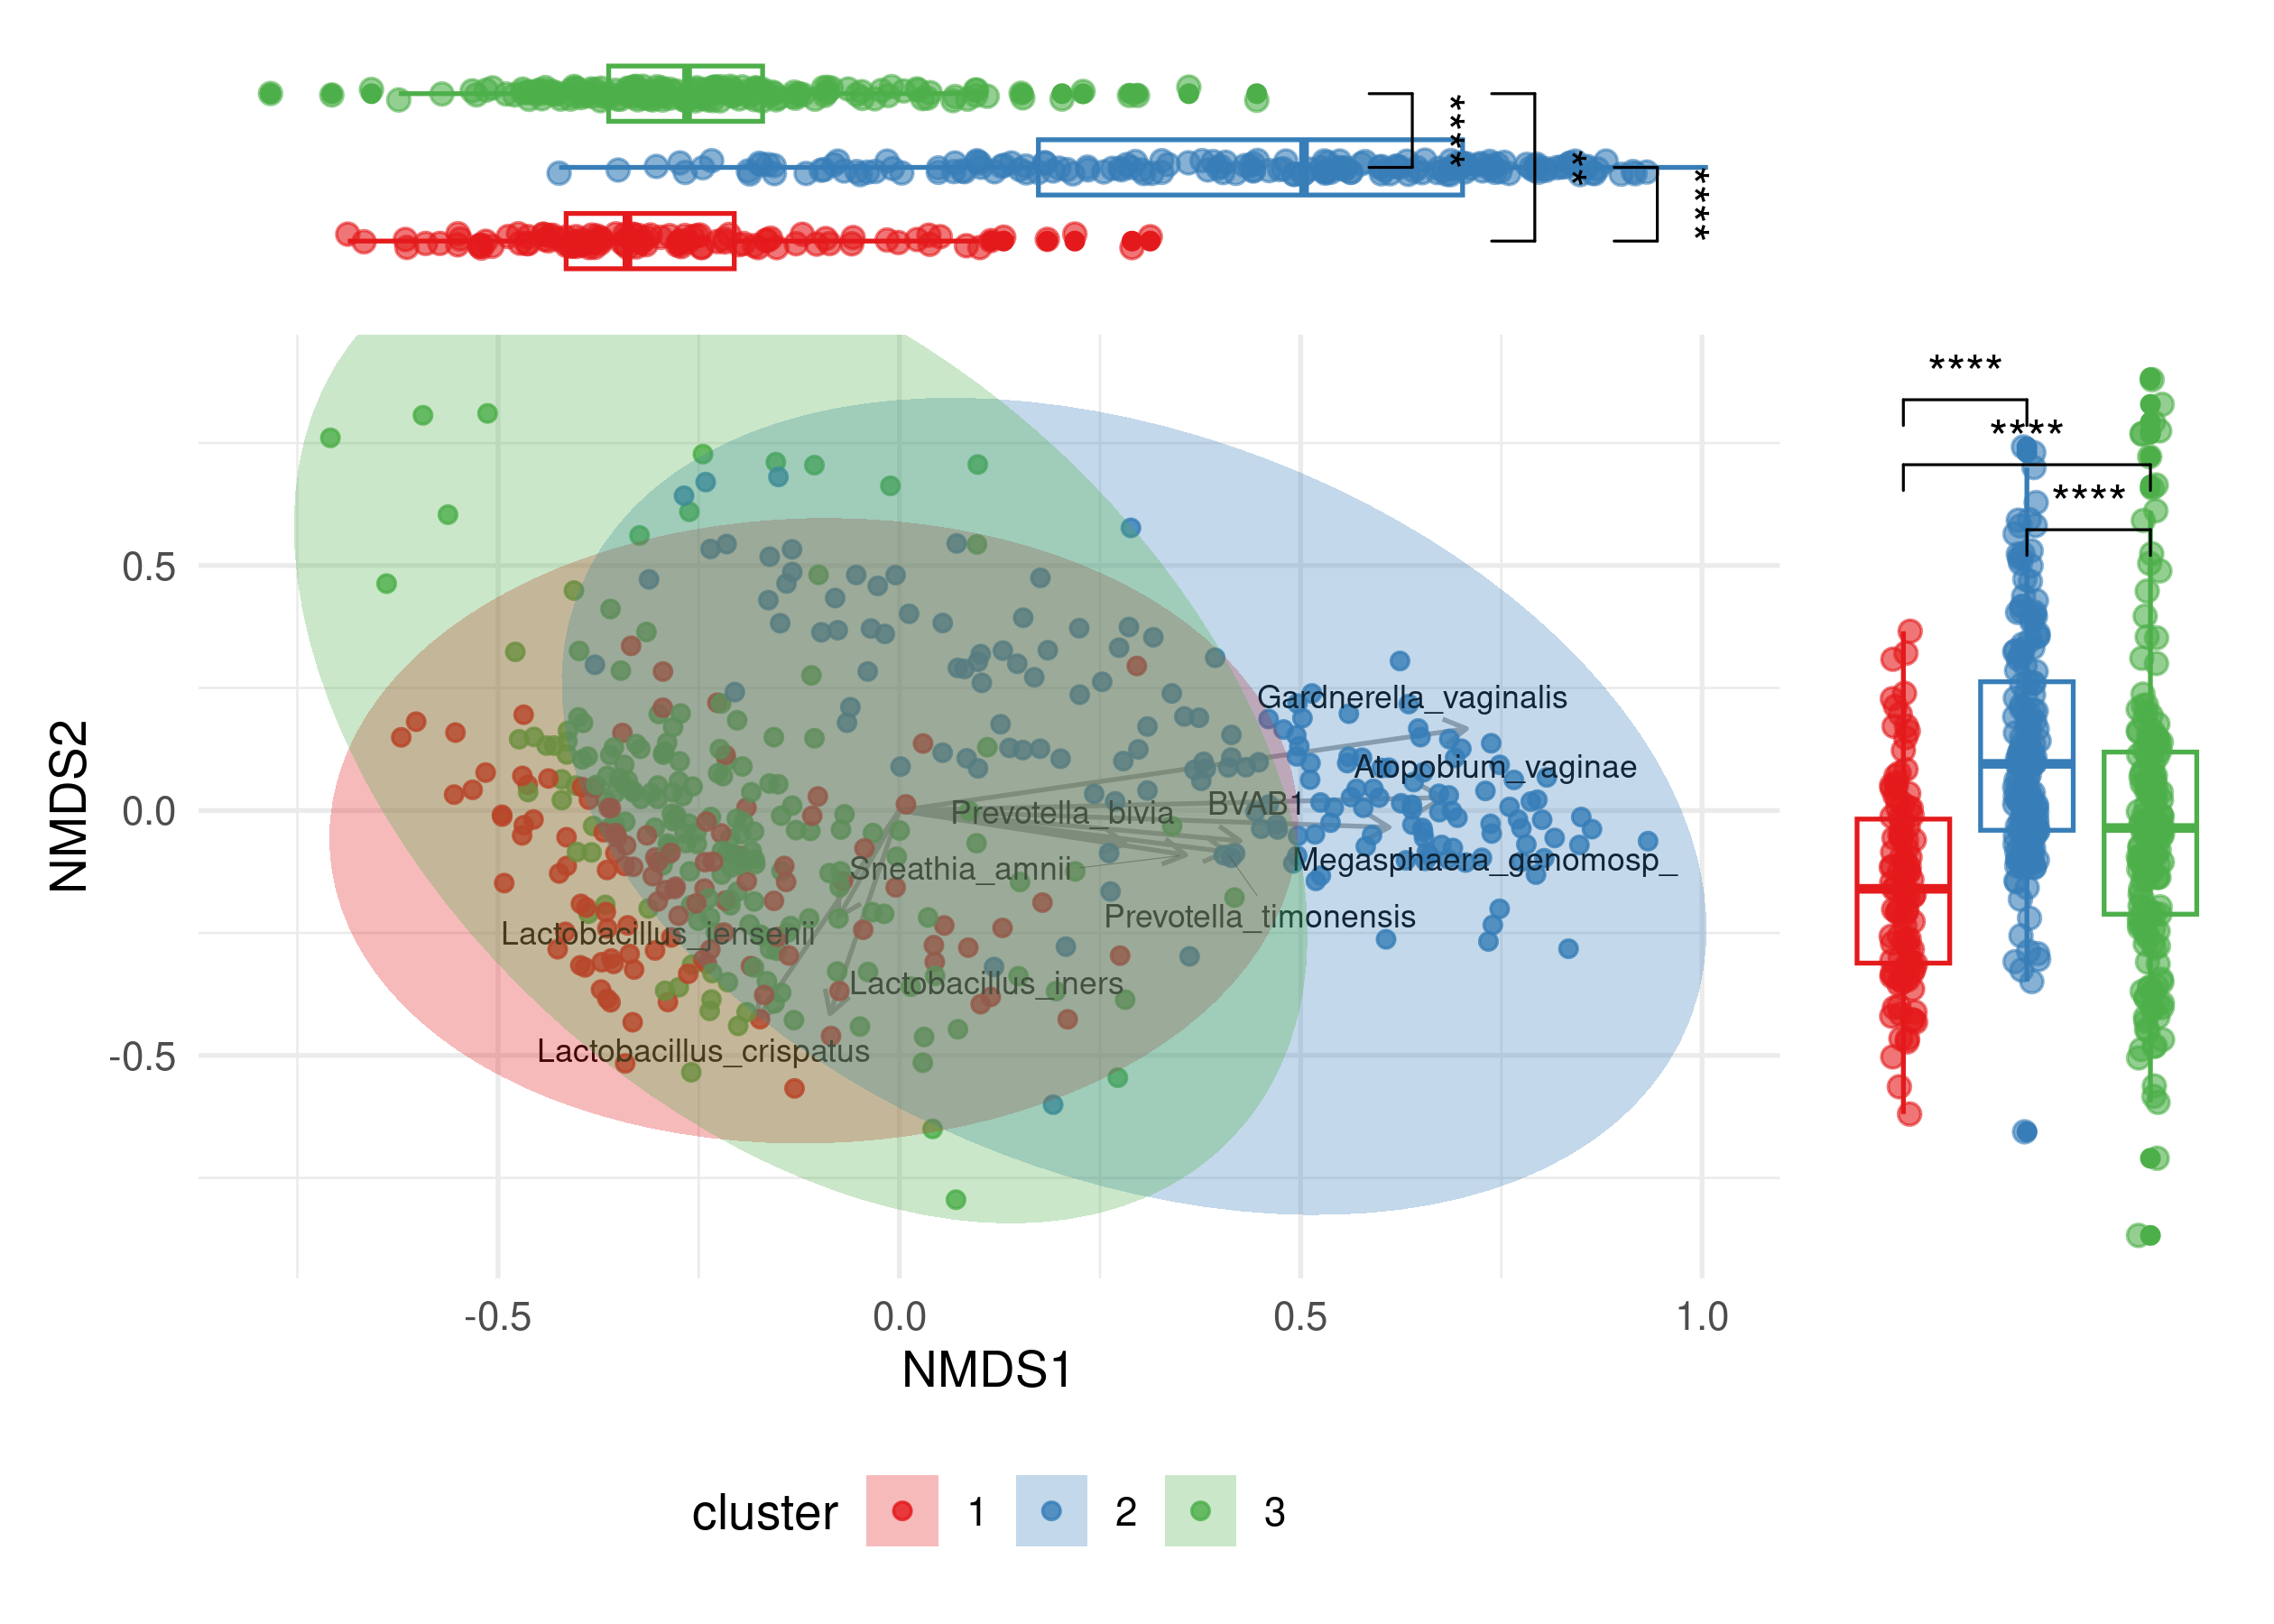 ****
**
****
****
****
****
NMDS2
0.5
0.0
-0.5
Gardnerella_vaginalis
Atopobium_vaginae
BVAB1
Prevotella_bivia
Sneathia_amnii
Megasphaera_genomosp_
Prevotella_timonensis
Lactobacillus_jensenii
Lactobacillus_iners
Lactobacillus_crispatus
-0.5 0.0 0.5 1.0
NMDS1
cluster 1 2 3